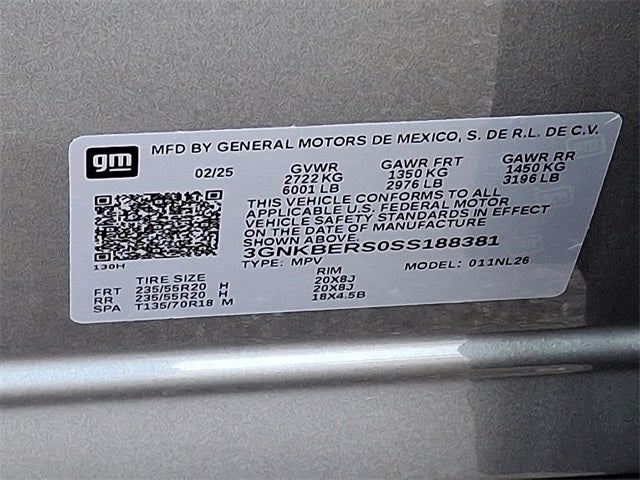 gm
MFD BY GENERAL MOTORS DE MEXICO, S. DE R.L. DE C.V.
02/25 GVWR GAWR FRT GAWR RR
2722 KG 1350 KG 1450 KG
6001 LB 2976 LB 3196 LB
THIS VEHICLE CONFORMS TO ALL
APPLICABLE U.S. FEDERAL MOTOR
VEHICLE SAFETY STANDARDS IN EFFECT
ON THE DATE OF MANUFACTURE
SHOWN ABOVE.
3GNKBERS0SS188381
130H TYPE: MPV MODEL: 011NL26
TIRE SIZE RIM
FRT 235/55R20 H 20X8J
RR 235/55R20 H 20X8J
SPA T135/70R18 M 18X4.5B